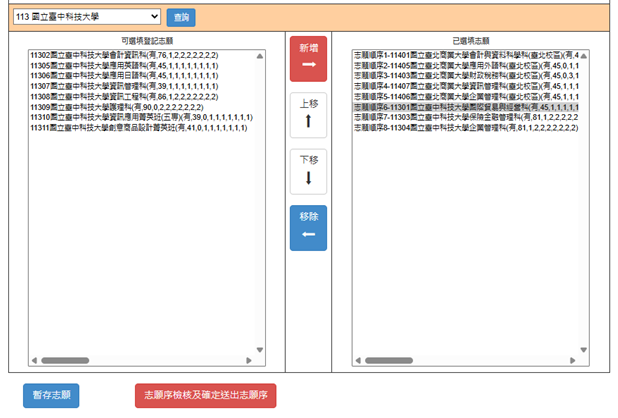 113 國立臺中科技大學
查詢
可選填登記志願
11302國立臺中科技大學會計資訊科(有,76,1,2,2,2,2,2,2,2)
11305國立臺中科技大學應用英語科(有,45,1,1,1,1,1,1,1,1)
11306國立臺中科技大學應用日語科(有,45,1,1,1,1,1,1,1,1)
11307國立臺中科技大學資訊管理科(有,39,1,1,1,1,1,1,1,1)
11308國立臺中科技大學資訊工程科(有,86,1,2,2,2,2,2,2)
11309國立臺中科技大學護理科(有,90,0,2,2,2,2,2,2)
11310國立臺中科技大學資訊應用菁英班(五專)(有,39,0,1,1,1,1,1,1,1)
11311國立臺中科技大學創意商品設計菁英班(有,41,0,1,1,1,1,1,1,1)
新增
上移
下移
移除
已選填志願
志願順序1-11401國立臺北商業大學會計與資科學科(臺北校區)(有,4
志願順序2-11405國立臺北商業大學應用外語科(臺北校區)(有,45,0,1
志願順序3-11403國立臺北商業大學財政稅務科(臺北校區)(有,45,0,3,1
志願順序4-11407國立臺北商業大學資訊管理科(臺北校區)(有,45,1,1,1
志願順序5-11406國立臺北商業大學企業管理科(臺北校區)(有,45,1,1,1
志願順序6-11301國立臺中科技大學國際貿易與經營科(有,45,1,1,1,1,1
志願順序7-11303國立臺中科技大學保險金融管理科(有,81,1,2,2,2,2,2
志願順序8-11304國立臺中科技大學企業管理科(有,81,1,2,2,2,2,2,2,2)
暫存志願
志願序檢核及確定送出志願序